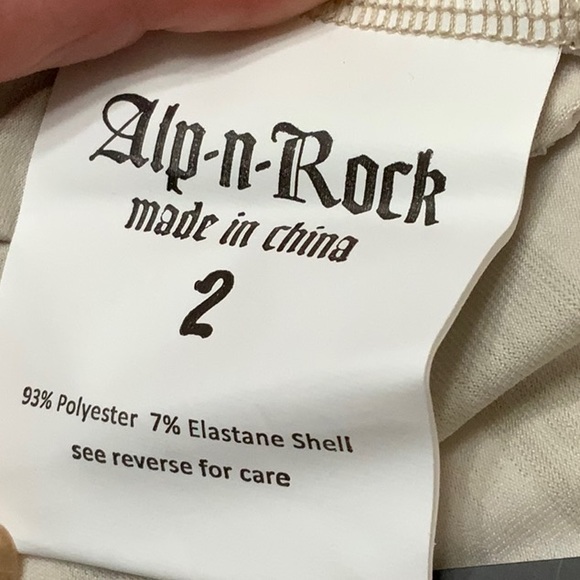 Alp-n-Rock
made in china
2
93% Polyester 7% Elastane Shell
see reverse for care